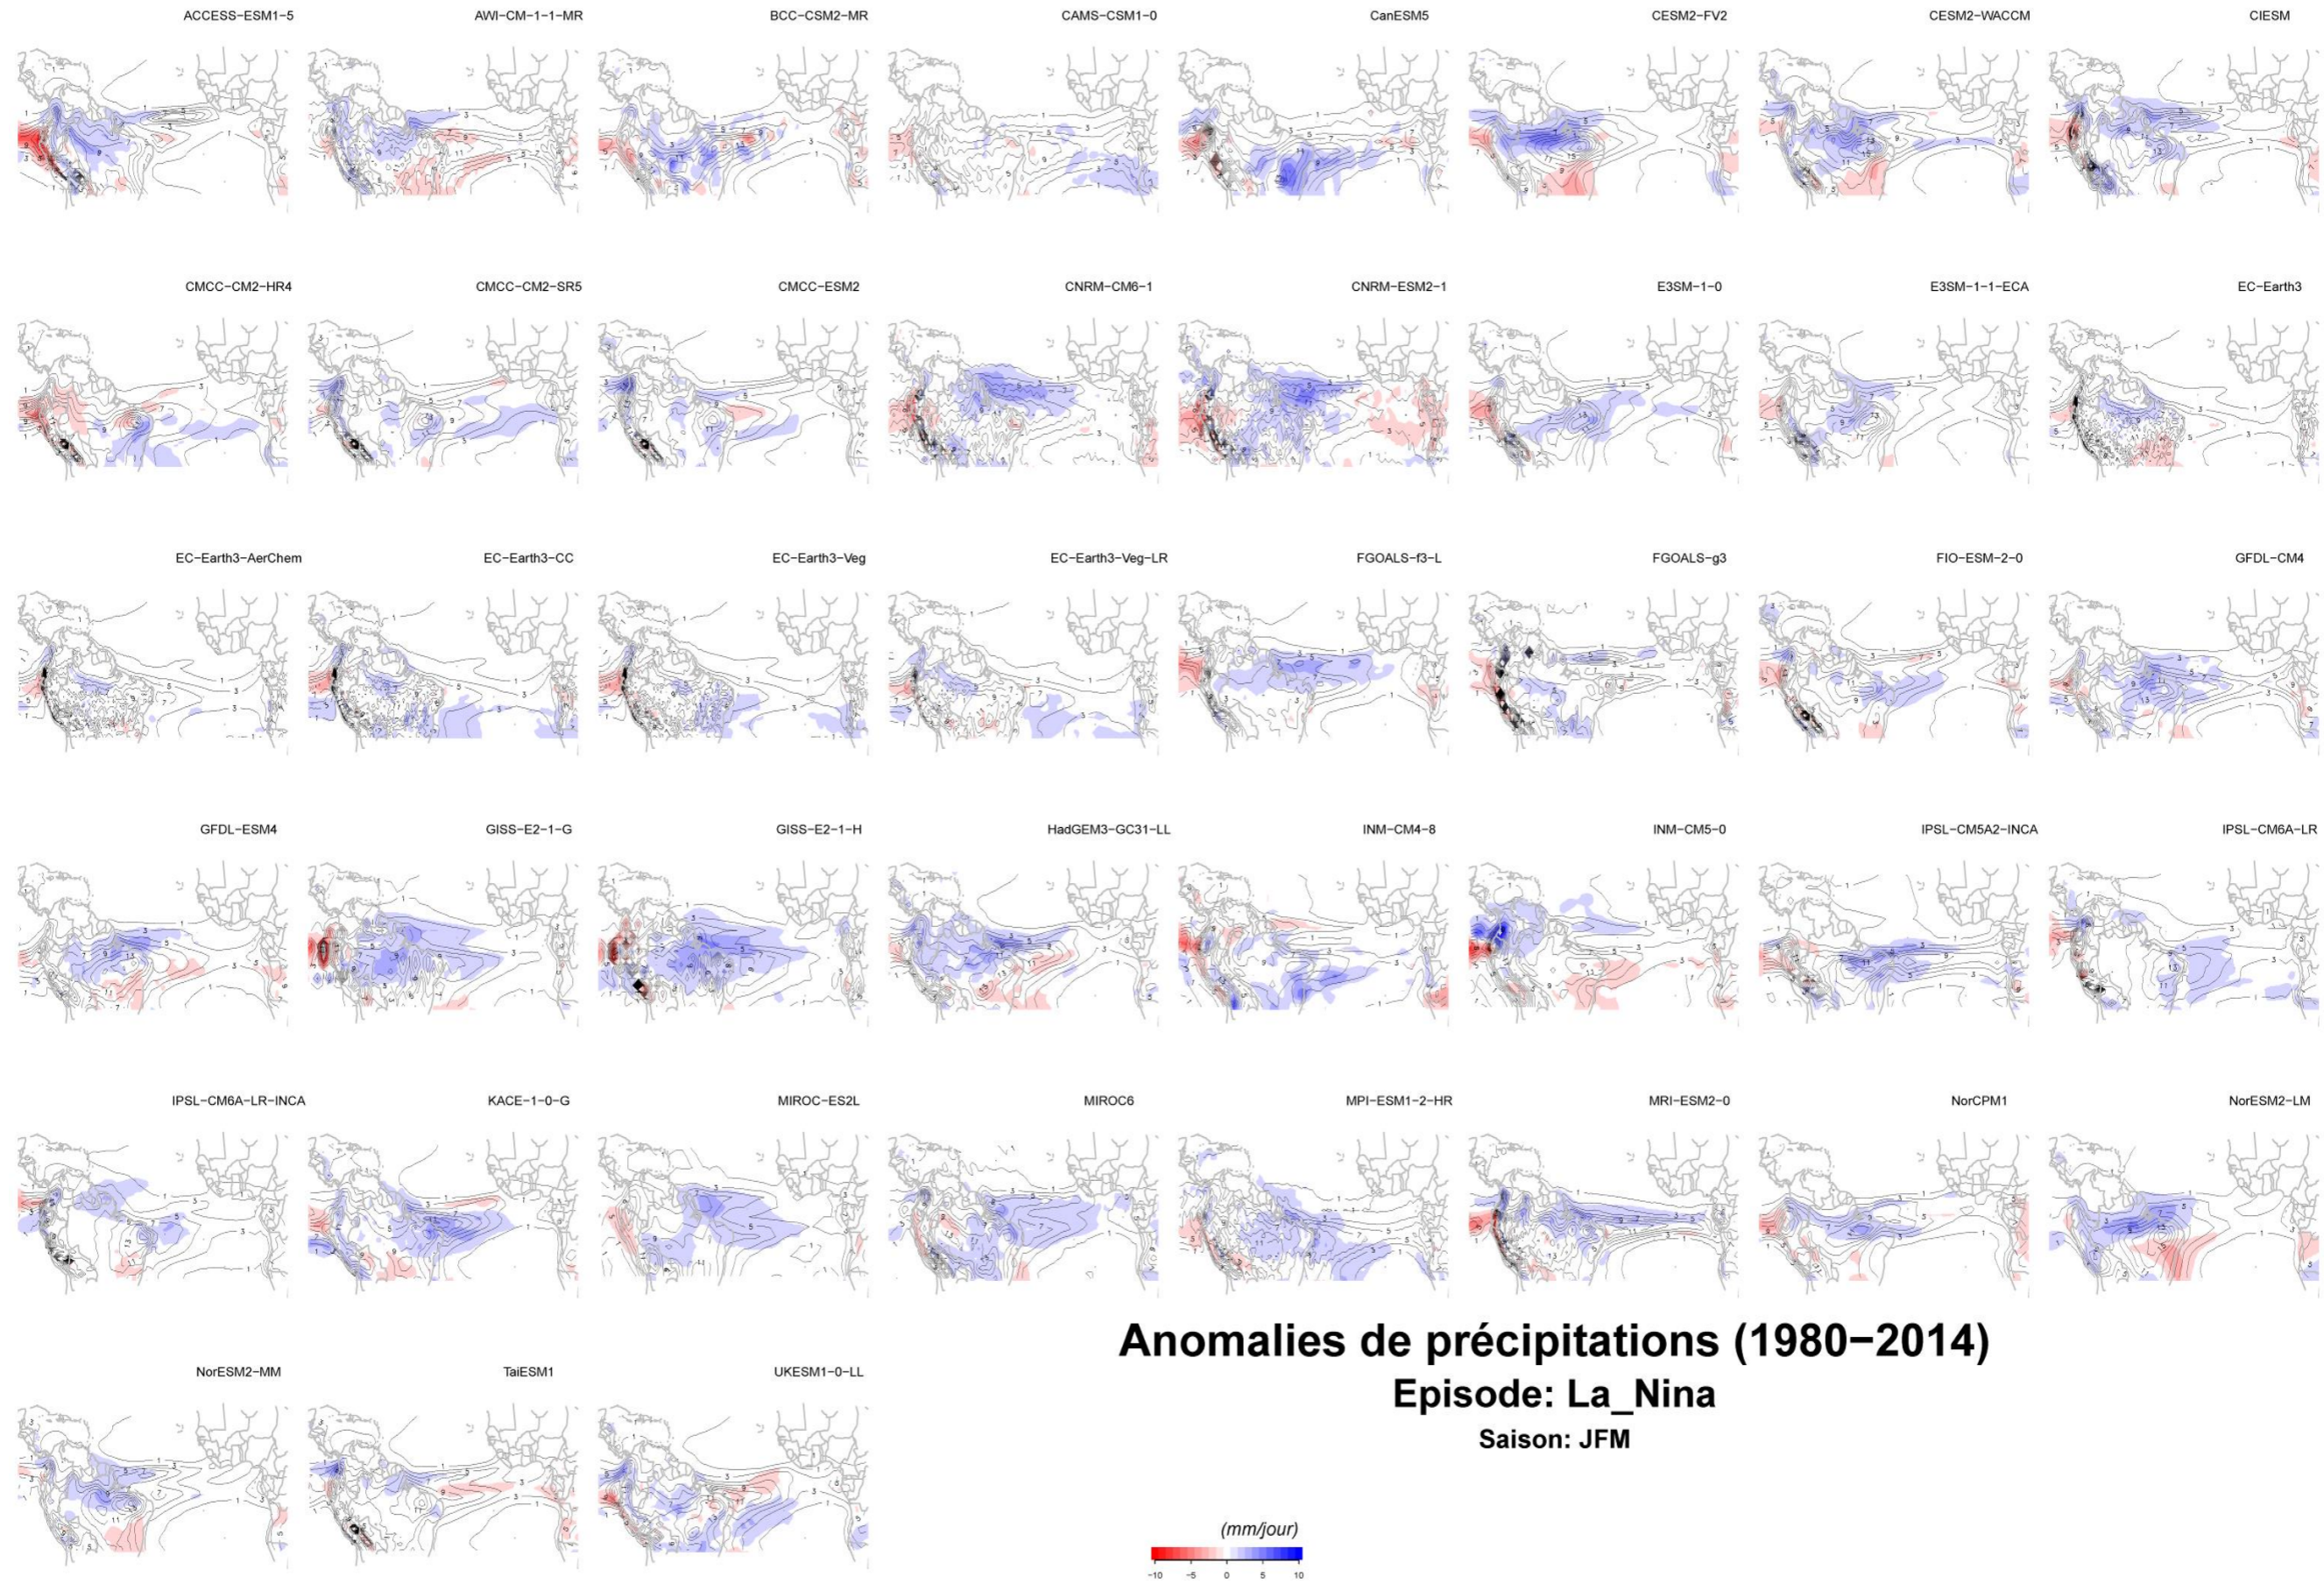 ACCESS−ESM1−5 AWI−CM−1−1−MR BCC−CSM2−MR CAMS−CSM1−0 CanESM5 CESM2−FV2 CESM2−WACCM CIESM
CMCC−CM2−HR4 CMCC−CM2−SR5 CMCC−ESM2 CNRM−CM6−1 CNRM−ESM2−1 E3SM−1−0 E3SM−1−1−ECA EC−Earth3
EC−Earth3−AerChem EC−Earth3−CC EC−Earth3−Veg EC−Earth3−Veg−LR FGOALS−f3−L FGOALS−g3 FIO−ESM−2−0 GFDL−CM4
GFDL−ESM4 GISS−E2−1−G GISS−E2−1−H HadGEM3−GC31−LL INM−CM4−8 INM−CM5−0 IPSL−CM5A2−INCA IPSL−CM6A−LR
IPSL−CM6A−LR−INCA KACE−1−0−G MIROC−ES2L MIROC6 MPI−ESM1−2−HR MRI−ESM2−0 NorCPM1 NorESM2−LM
NorESM2−MM TaiESM1 UKESM1−0−LL
Anomalies de précipitations (1980−2014)
Episode: La_Nina
Saison: JFM
(mm/jour)
−10 −5 0 5 10